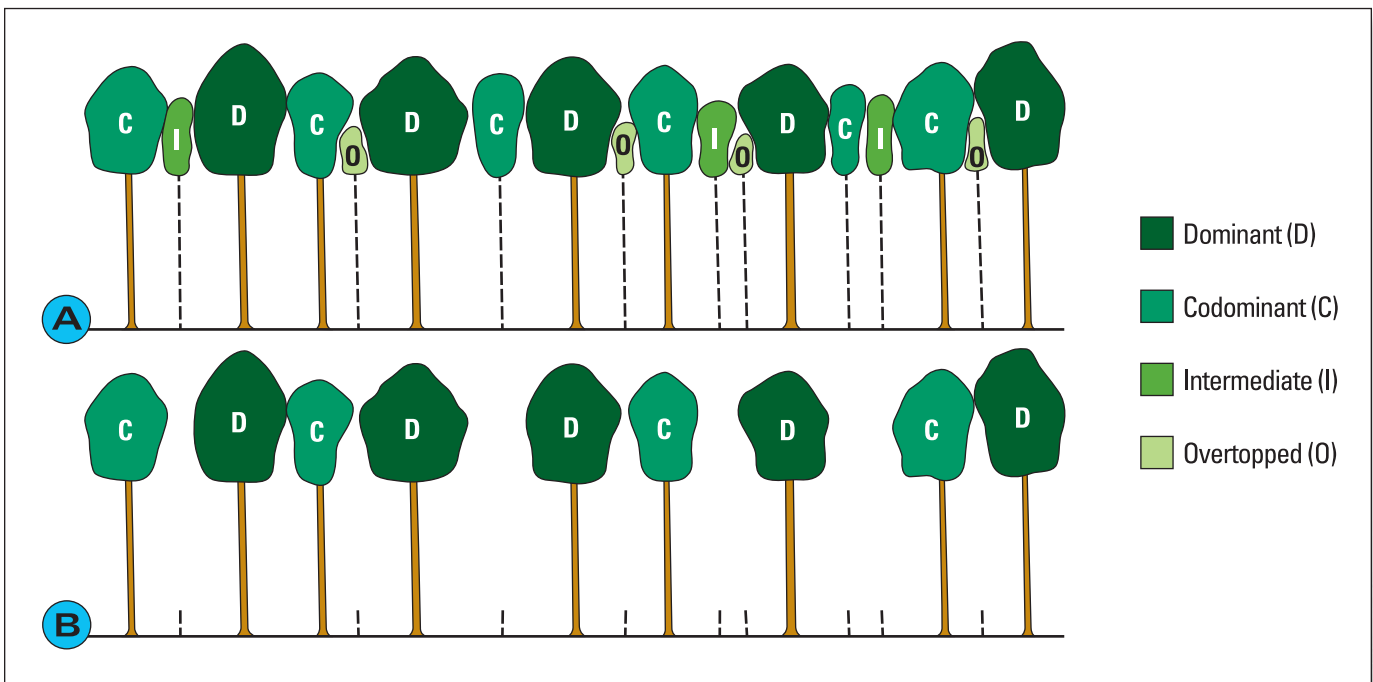 C I D C O D C D O C I O D C I C O D
A
C D C D D C D C D
B
Dominant (D)
Codominant (C)
Intermediate (I)
Overtopped (O)